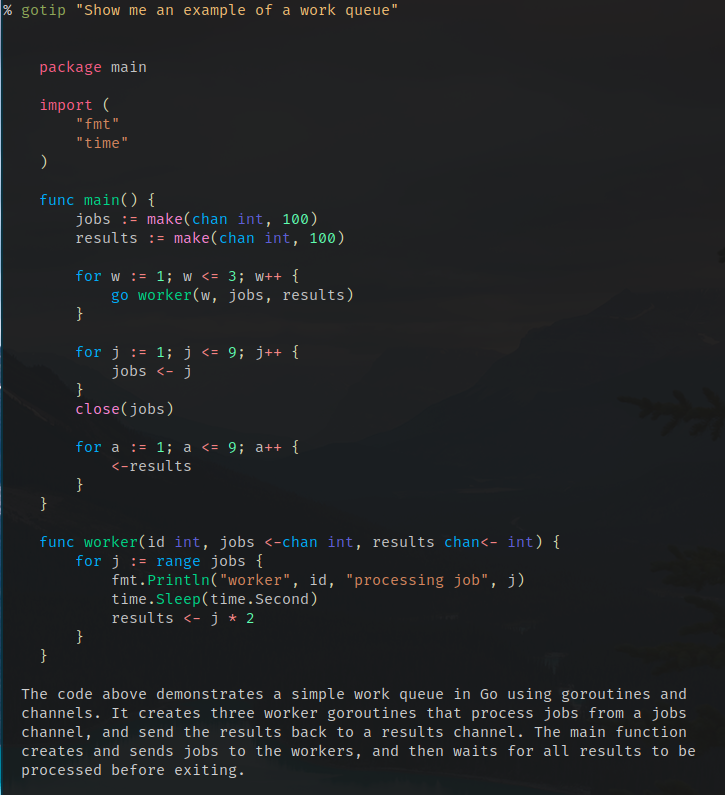 % gotip "Show me an example of a work queue"
package main
import (
"fmt"
"time"
)
func main() {
jobs := make(chan int, 100)
results := make(chan int, 100)
for w := 1; w <= 3; w++ {
go worker(w, jobs, results)
}
for j := 1; j <= 9; j++ {
jobs <- j
}
close(jobs)
for a := 1; a <= 9; a++ {
<-results
}
}
func worker(id int, jobs <-chan int, results chan<- int) {
for j := range jobs {
fmt.Println("worker", id, "processing job", j)
time.Sleep(time.Second)
results <- j * 2
}
}
The code above demonstrates a simple work queue in Go using goroutines and
channels. It creates three worker goroutines that process jobs from a jobs
channel, and send the results back to a results channel. The main function
creates and sends jobs to the workers, and then waits for all results to be
processed before exiting.